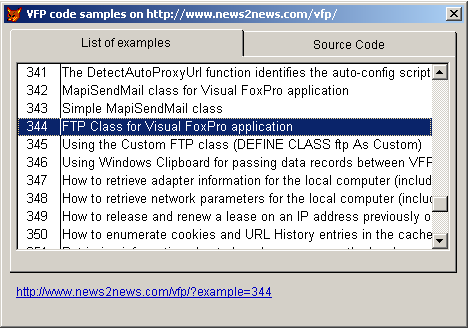 VFP code samples on http://www.news2news.com/vfp/
List of examples
Source Code
341 The DetectAutoProxyUrl function identifies the auto-config script
342 MapiSendMail class for Visual FoxPro application
343 Simple MapiSendMail class
344 FTP Class for Visual FoxPro application
345 Using the Custom FTP class (DEFINE CLASS ftp As Custom)
346 Using Windows Clipboard for passing data records between VFP
347 How to retrieve adapter information for the local computer (includ
348 How to retrieve network parameters for the local computer (includ
349 How to release and renew a lease on an IP address previously o
350 How to enumerate cookies and URL History entries in the cache
http://www.news2news.com/vfp/?example=344